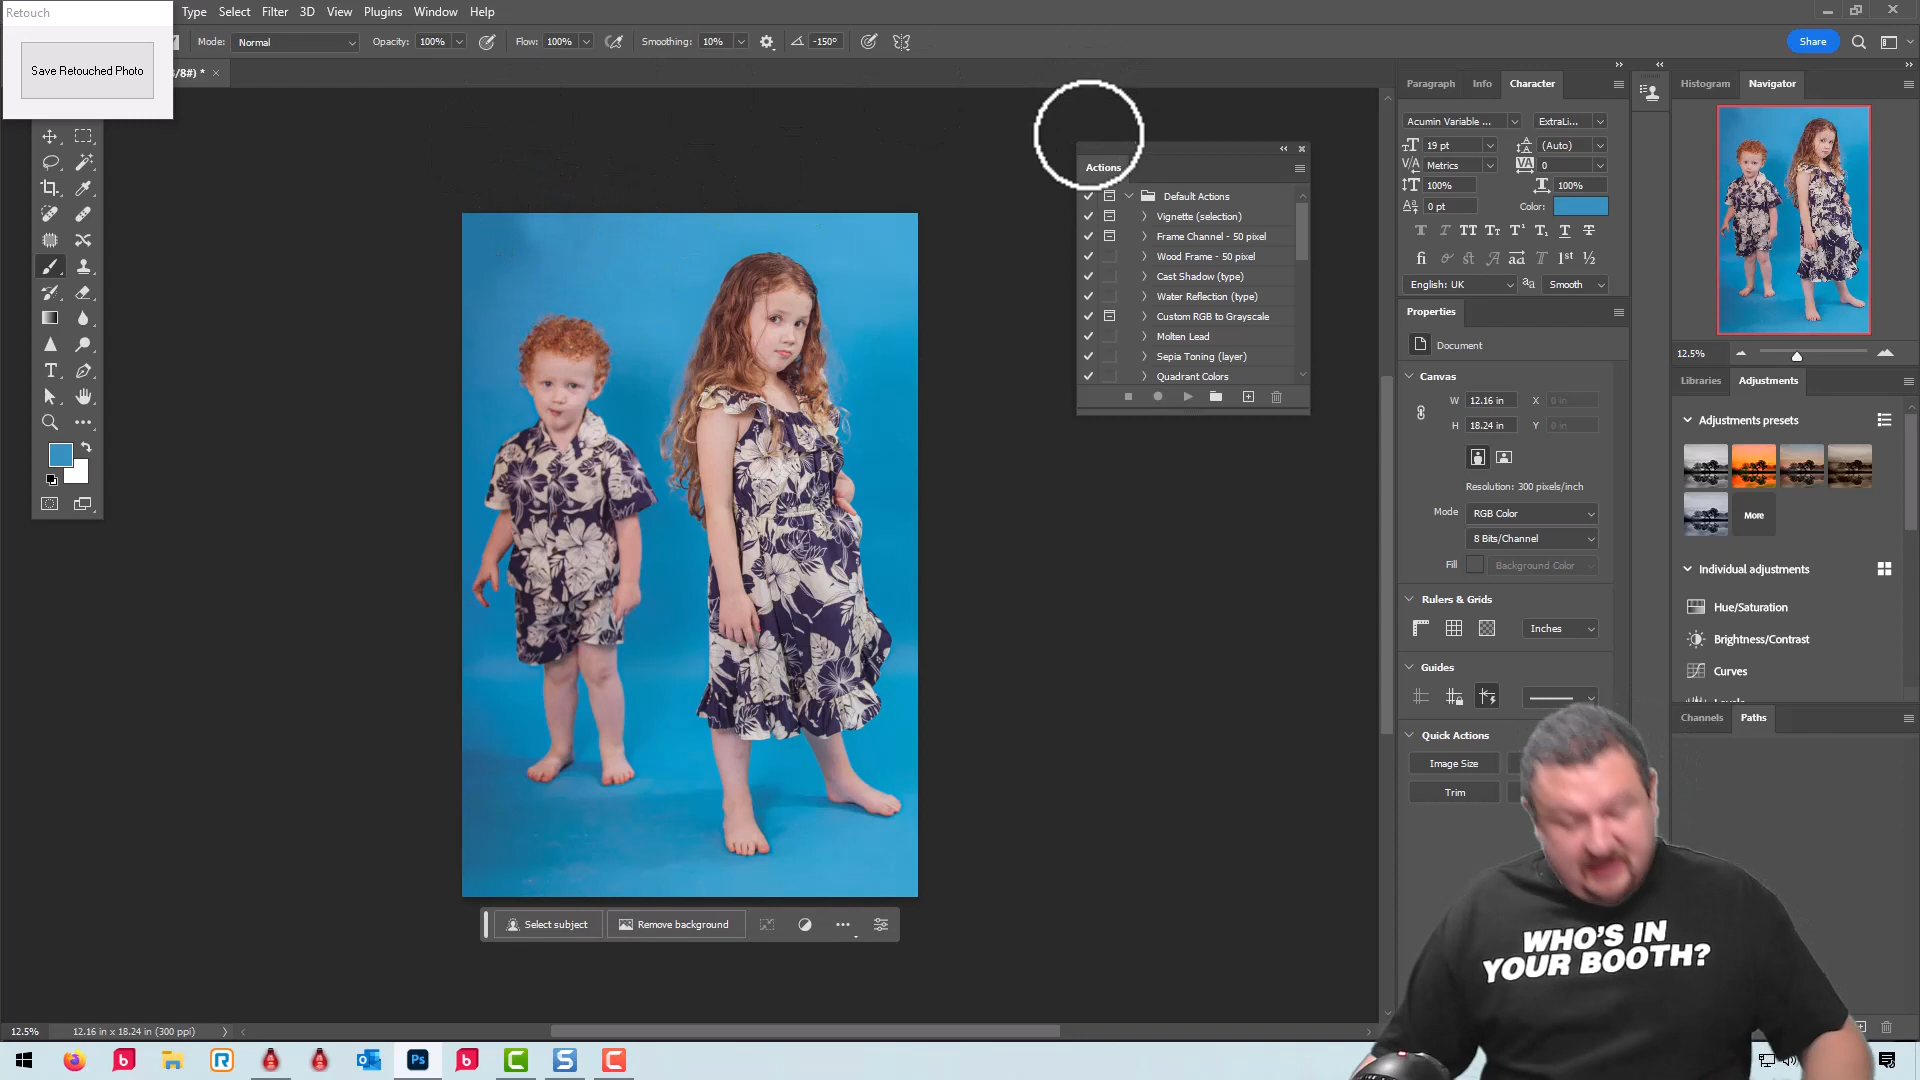 Retouch
Type Select Filter 3D View Plugins Window Help
Save Retouched Photo
Mode: Normal Opacity: 100% Flow: 100% Smoothing: 10% -150° Share
/8#) * ×
Paragraph Info Character
Histogram Navigator
Acumin Variable ... ExtraLi...
19 pt (Auto)
Metrics 0
100% 100%
0 pt Color:
English: UK Smooth
Actions
Default Actions
Vignette (selection)
Frame Channel - 50 pixel
Wood Frame - 50 pixel
Cast Shadow (type)
Water Reflection (type)
Custom RGB to Grayscale
Molten Lead
Sepia Toning (layer)
Quadrant Colors
Properties
Document
Canvas
W 12.16 in X 0 in
H 18.24 in Y 0 in
Resolution: 300 pixels/inch
Mode RGB Color
8 Bits/Channel
Fill Background Color
Rulers & Grids
Inches
Guides
Quick Actions
Image Size
Trim
12.5%
Libraries Adjustments
Adjustments presets
More
Individual adjustments
Hue/Saturation
Brightness/Contrast
Curves
Channels Paths
Select subject Remove background
WHO'S IN
YOUR BOOTH?
12.5% 12.16 in x 18.24 in (300 ppi)